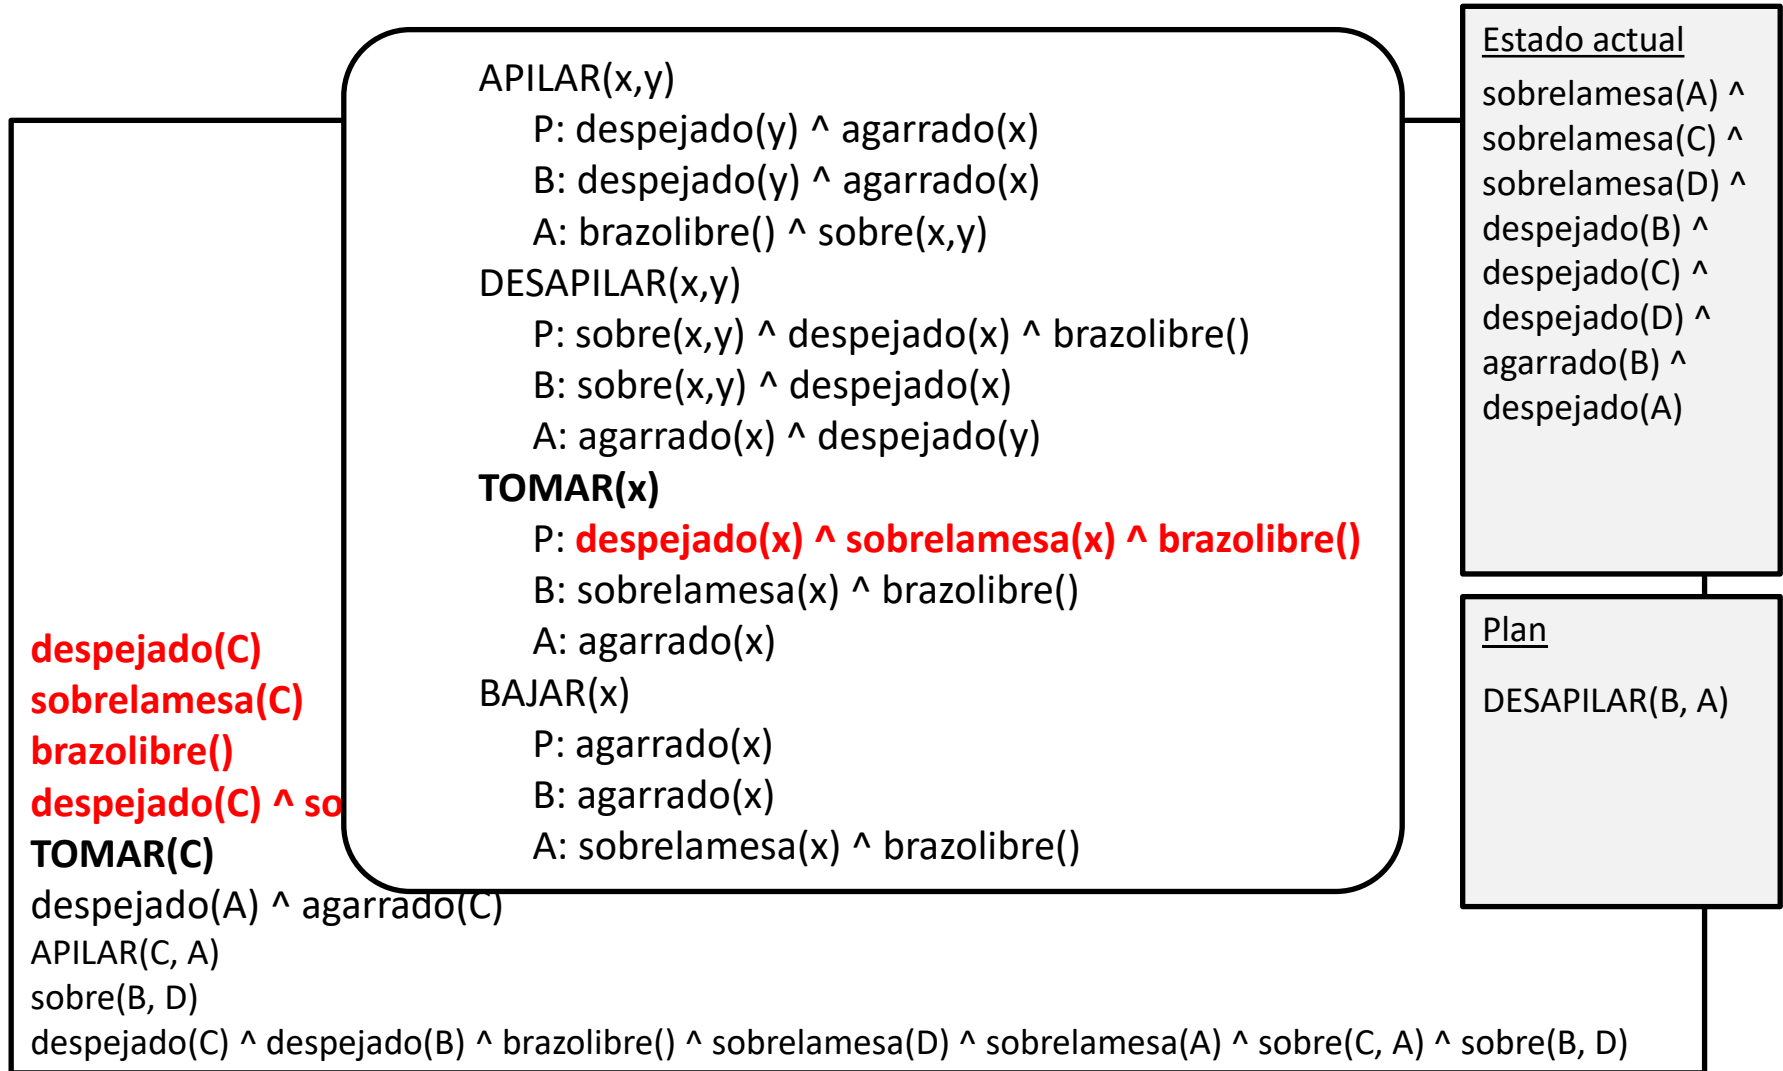 APILAR(x,y)
P: despejado(y) ^ agarrado(x)
B: despejado(y) ^ agarrado(x)
A: brazolibre() ^ sobre(x,y)
DESAPILAR(x,y)
P: sobre(x,y) ^ despejado(x) ^ brazolibre()
B: sobre(x,y) ^ despejado(x)
A: agarrado(x) ^ despejado(y)
TOMAR(x)
P: despejado(x) ^ sobrelamesa(x) ^ brazolibre()
B: sobrelamesa(x) ^ brazolibre()
A: agarrado(x)
BAJAR(x)
P: agarrado(x)
B: agarrado(x)
A: sobrelamesa(x) ^ brazolibre()
Estado actual
sobrelamesa(A) ^
sobrelamesa(C) ^
sobrelamesa(D) ^
despejado(B) ^
despejado(C) ^
despejado(D) ^
agarrado(B) ^
despejado(A)
Plan
DESAPILAR(B, A)
despejado(C)
sobrelamesa(C)
brazolibre()
despejado(C) ^ so
TOMAR(C)
despejado(A) ^ agarrado(C)
APILAR(C, A)
sobre(B, D)
despejado(C) ^ despejado(B) ^ brazolibre() ^ sobrelamesa(D) ^ sobrelamesa(A) ^ sobre(C, A) ^ sobre(B, D)